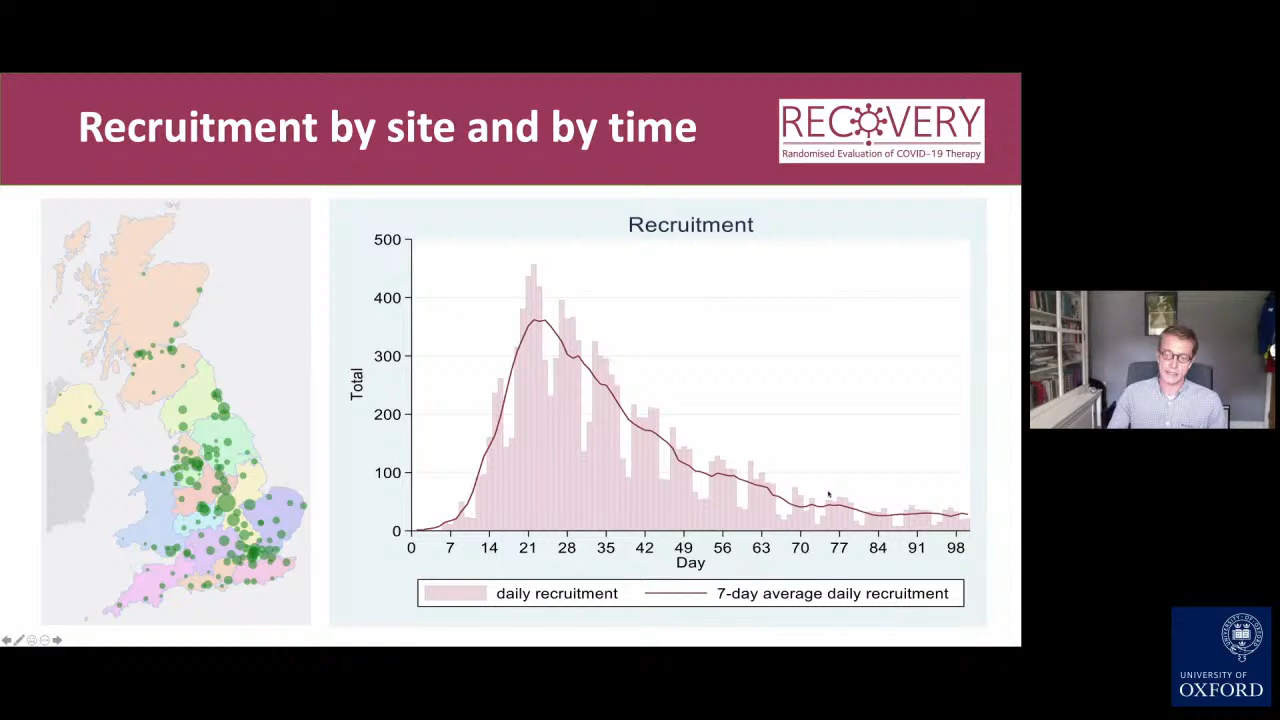 Recruitment by site and by time
RECOVERY
Randomised Evaluation of COVID-19 Therapy
Recruitment
500
400
300
200
100
0
Total
0 7 14 21 28 35 42 49 56 63 70 77 84 91 98
Day
daily recruitment 7-day average daily recruitment
UNIVERSITY OF
OXFORD